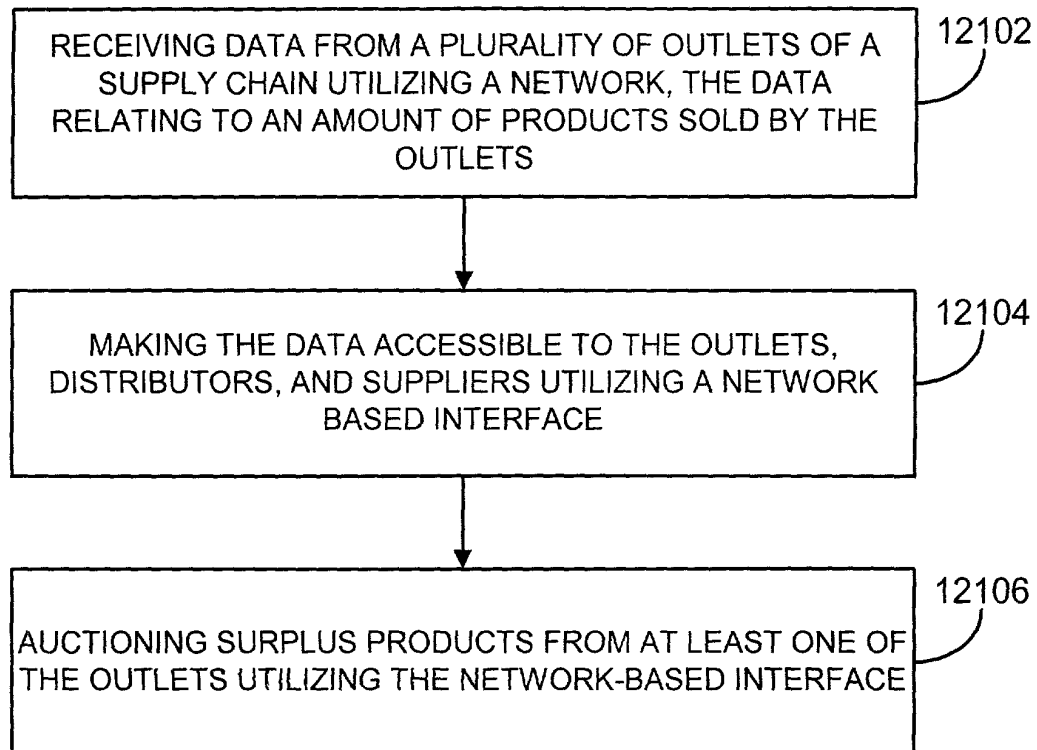 12102
RECEIVING DATA FROM A PLURALITY OF OUTLETS OF A
SUPPLY CHAIN UTILIZING A NETWORK, THE DATA
RELATING TO AN AMOUNT OF PRODUCTS SOLD BY THE
OUTLETS
12104
MAKING THE DATA ACCESSIBLE TO THE OUTLETS,
DISTRIBUTORS, AND SUPPLIERS UTILIZING A NETWORK
BASED INTERFACE
12106
AUCTIONING SURPLUS PRODUCTS FROM AT LEAST ONE OF
THE OUTLETS UTILIZING THE NETWORK-BASED INTERFACE